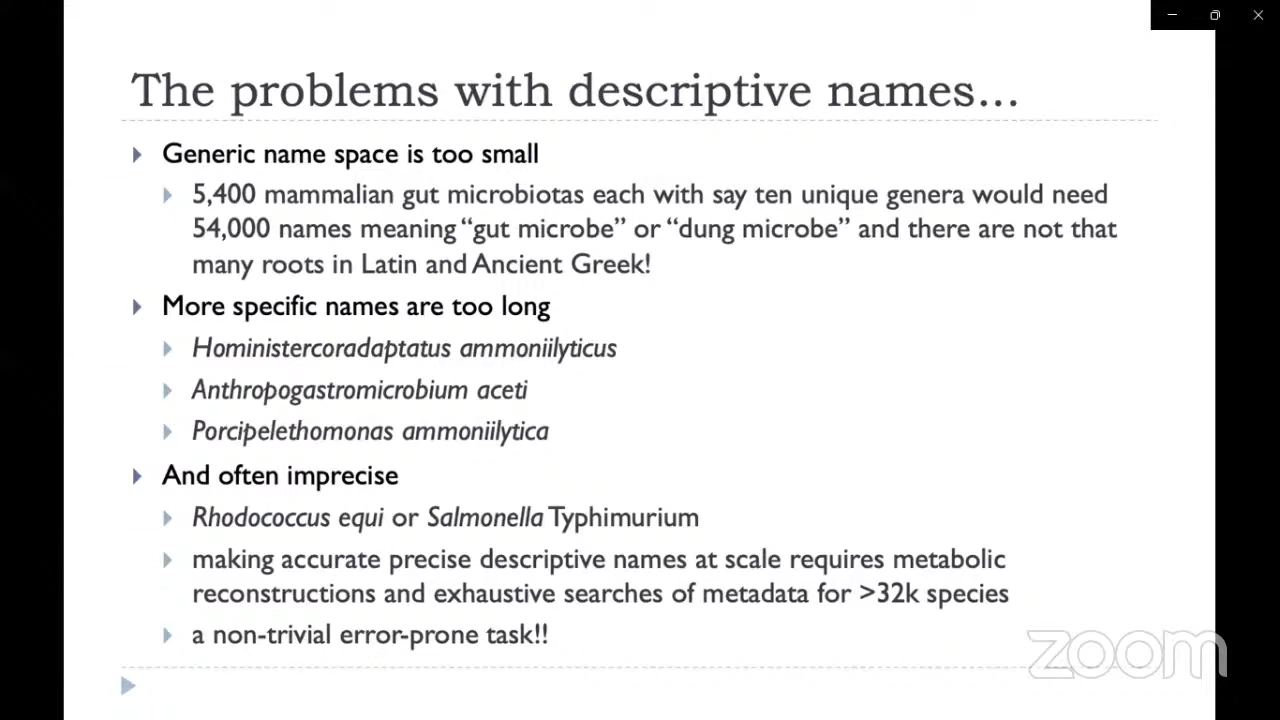 The problems with descriptive names...
Generic name space is too small
5,400 mammalian gut microbiotas each with say ten unique genera would need
54,000 names meaning “gut microbe” or “dung microbe” and there are not that
many roots in Latin and Ancient Greek!
More specific names are too long
Hoministercoradaptatus ammoniilyticus
Anthropogastromicrobium aceti
Porcipelethomonas ammoniilytica
And often imprecise
Rhodococcus equi or Salmonella Typhimurium
making accurate precise descriptive names at scale requires metabolic
reconstructions and exhaustive searches of metadata for >32k species
a non-trivial error-prone task!!
zoom